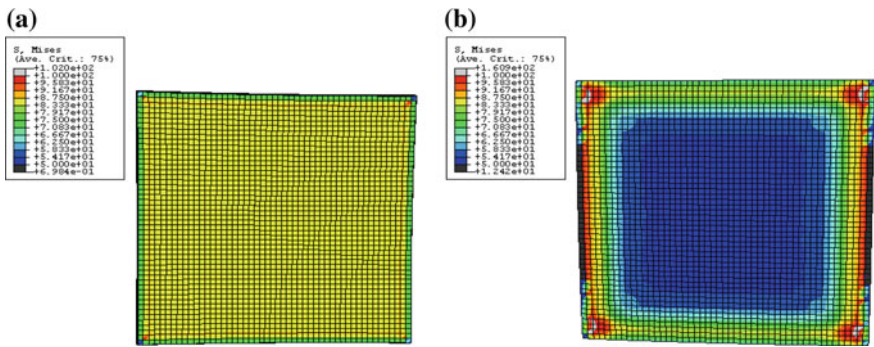 (a)
S, Mises
(Ave. Crit.: 75%)
+1.020e+02
+1.000e+02
+9.583e+01
+9.167e+01
+8.750e+01
+8.333e+01
+7.917e+01
+7.500e+01
+7.083e+01
+6.667e+01
+6.250e+01
+5.833e+01
+5.417e+01
+5.000e+01
+6.984e-01
(b)
S, Mises
(Ave. Crit.: 75%)
+1.609e+02
+1.000e+02
+9.583e+01
+9.167e+01
+8.750e+01
+8.333e+01
+7.917e+01
+7.500e+01
+7.083e+01
+6.667e+01
+6.250e+01
+5.833e+01
+5.417e+01
+5.000e+01
+1.242e+01